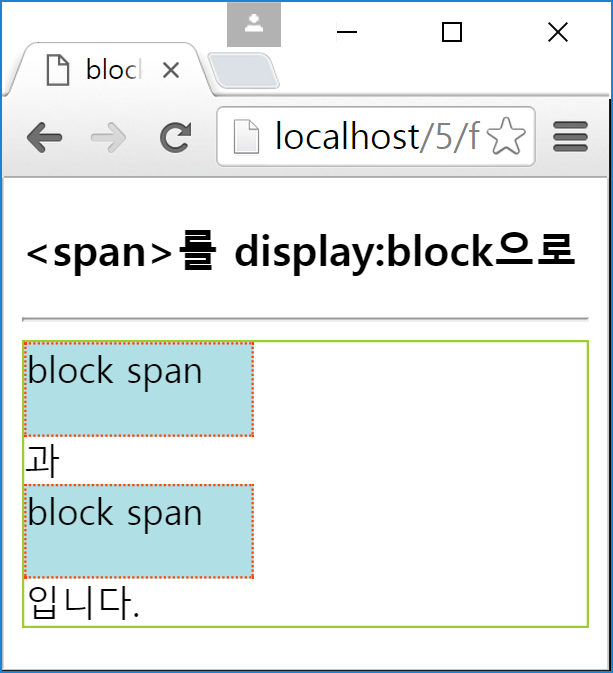 block
localhost/5/f
<span>를 display:block으로
block span
과
block span
입니다.